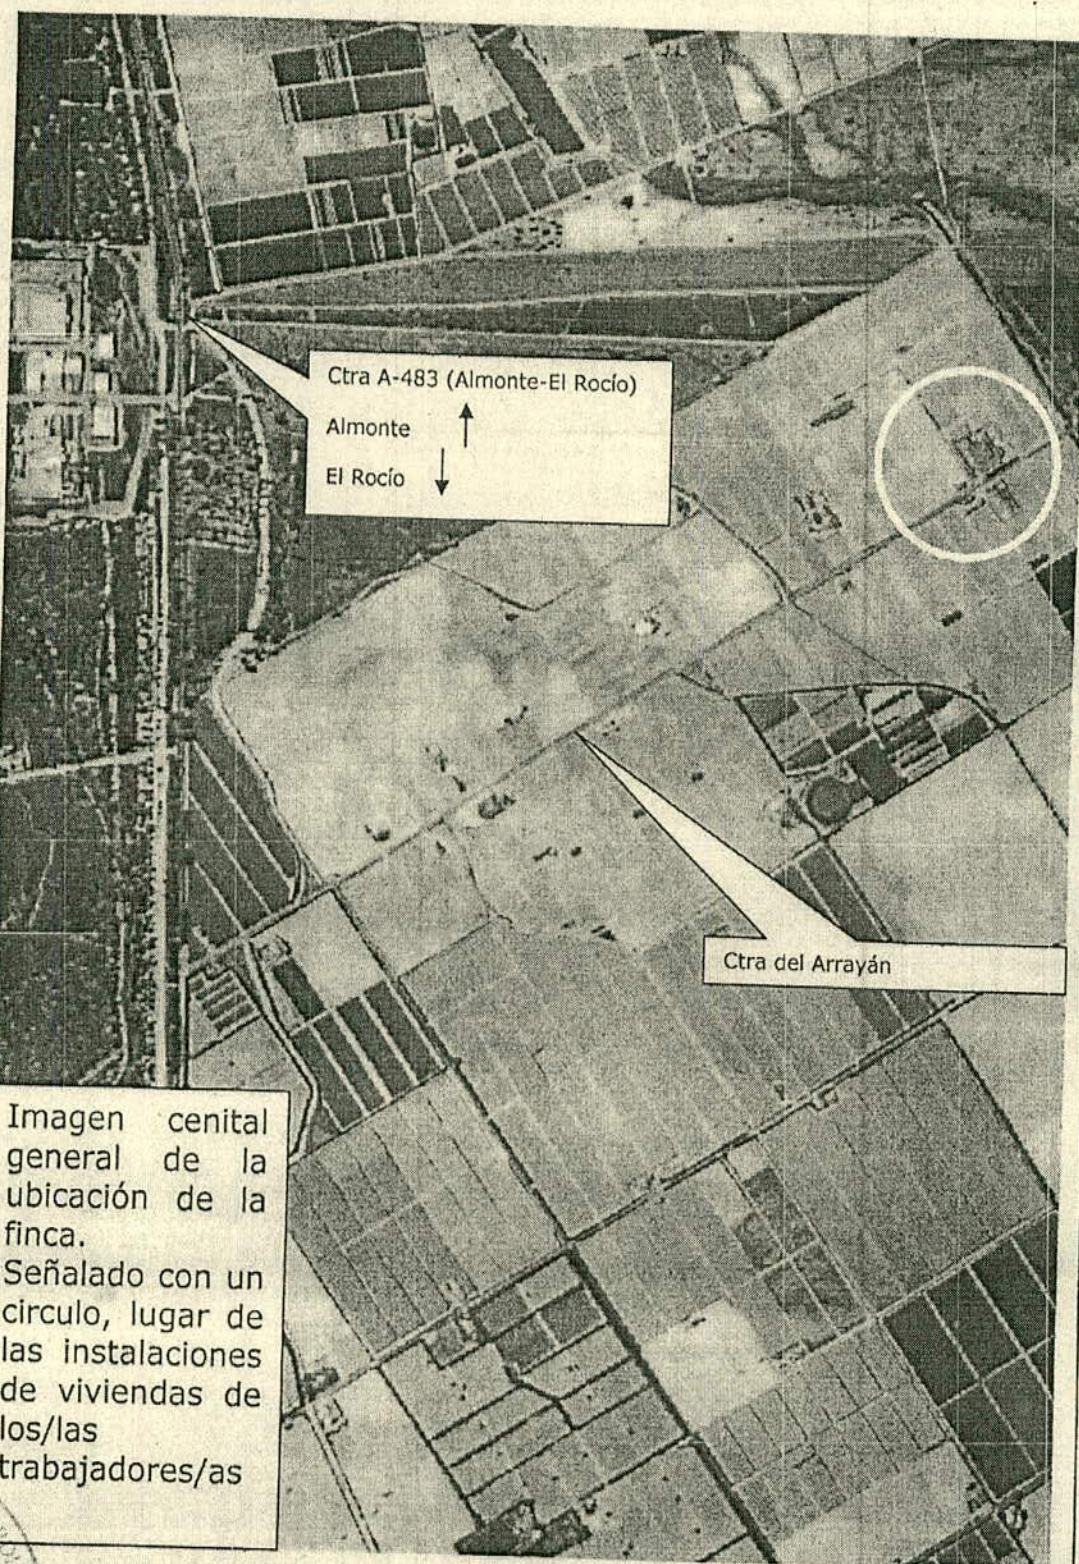 Ctra A-483 (Almonte-El Rocío)
Almonte ↑
El Rocío ↓
Ctra del Arrayán
Imagen cenital
general de la
ubicación de la
finca.
Señalado con un
circulo, lugar de
las instalaciones
de viviendas de
los/las
trabajadores/as